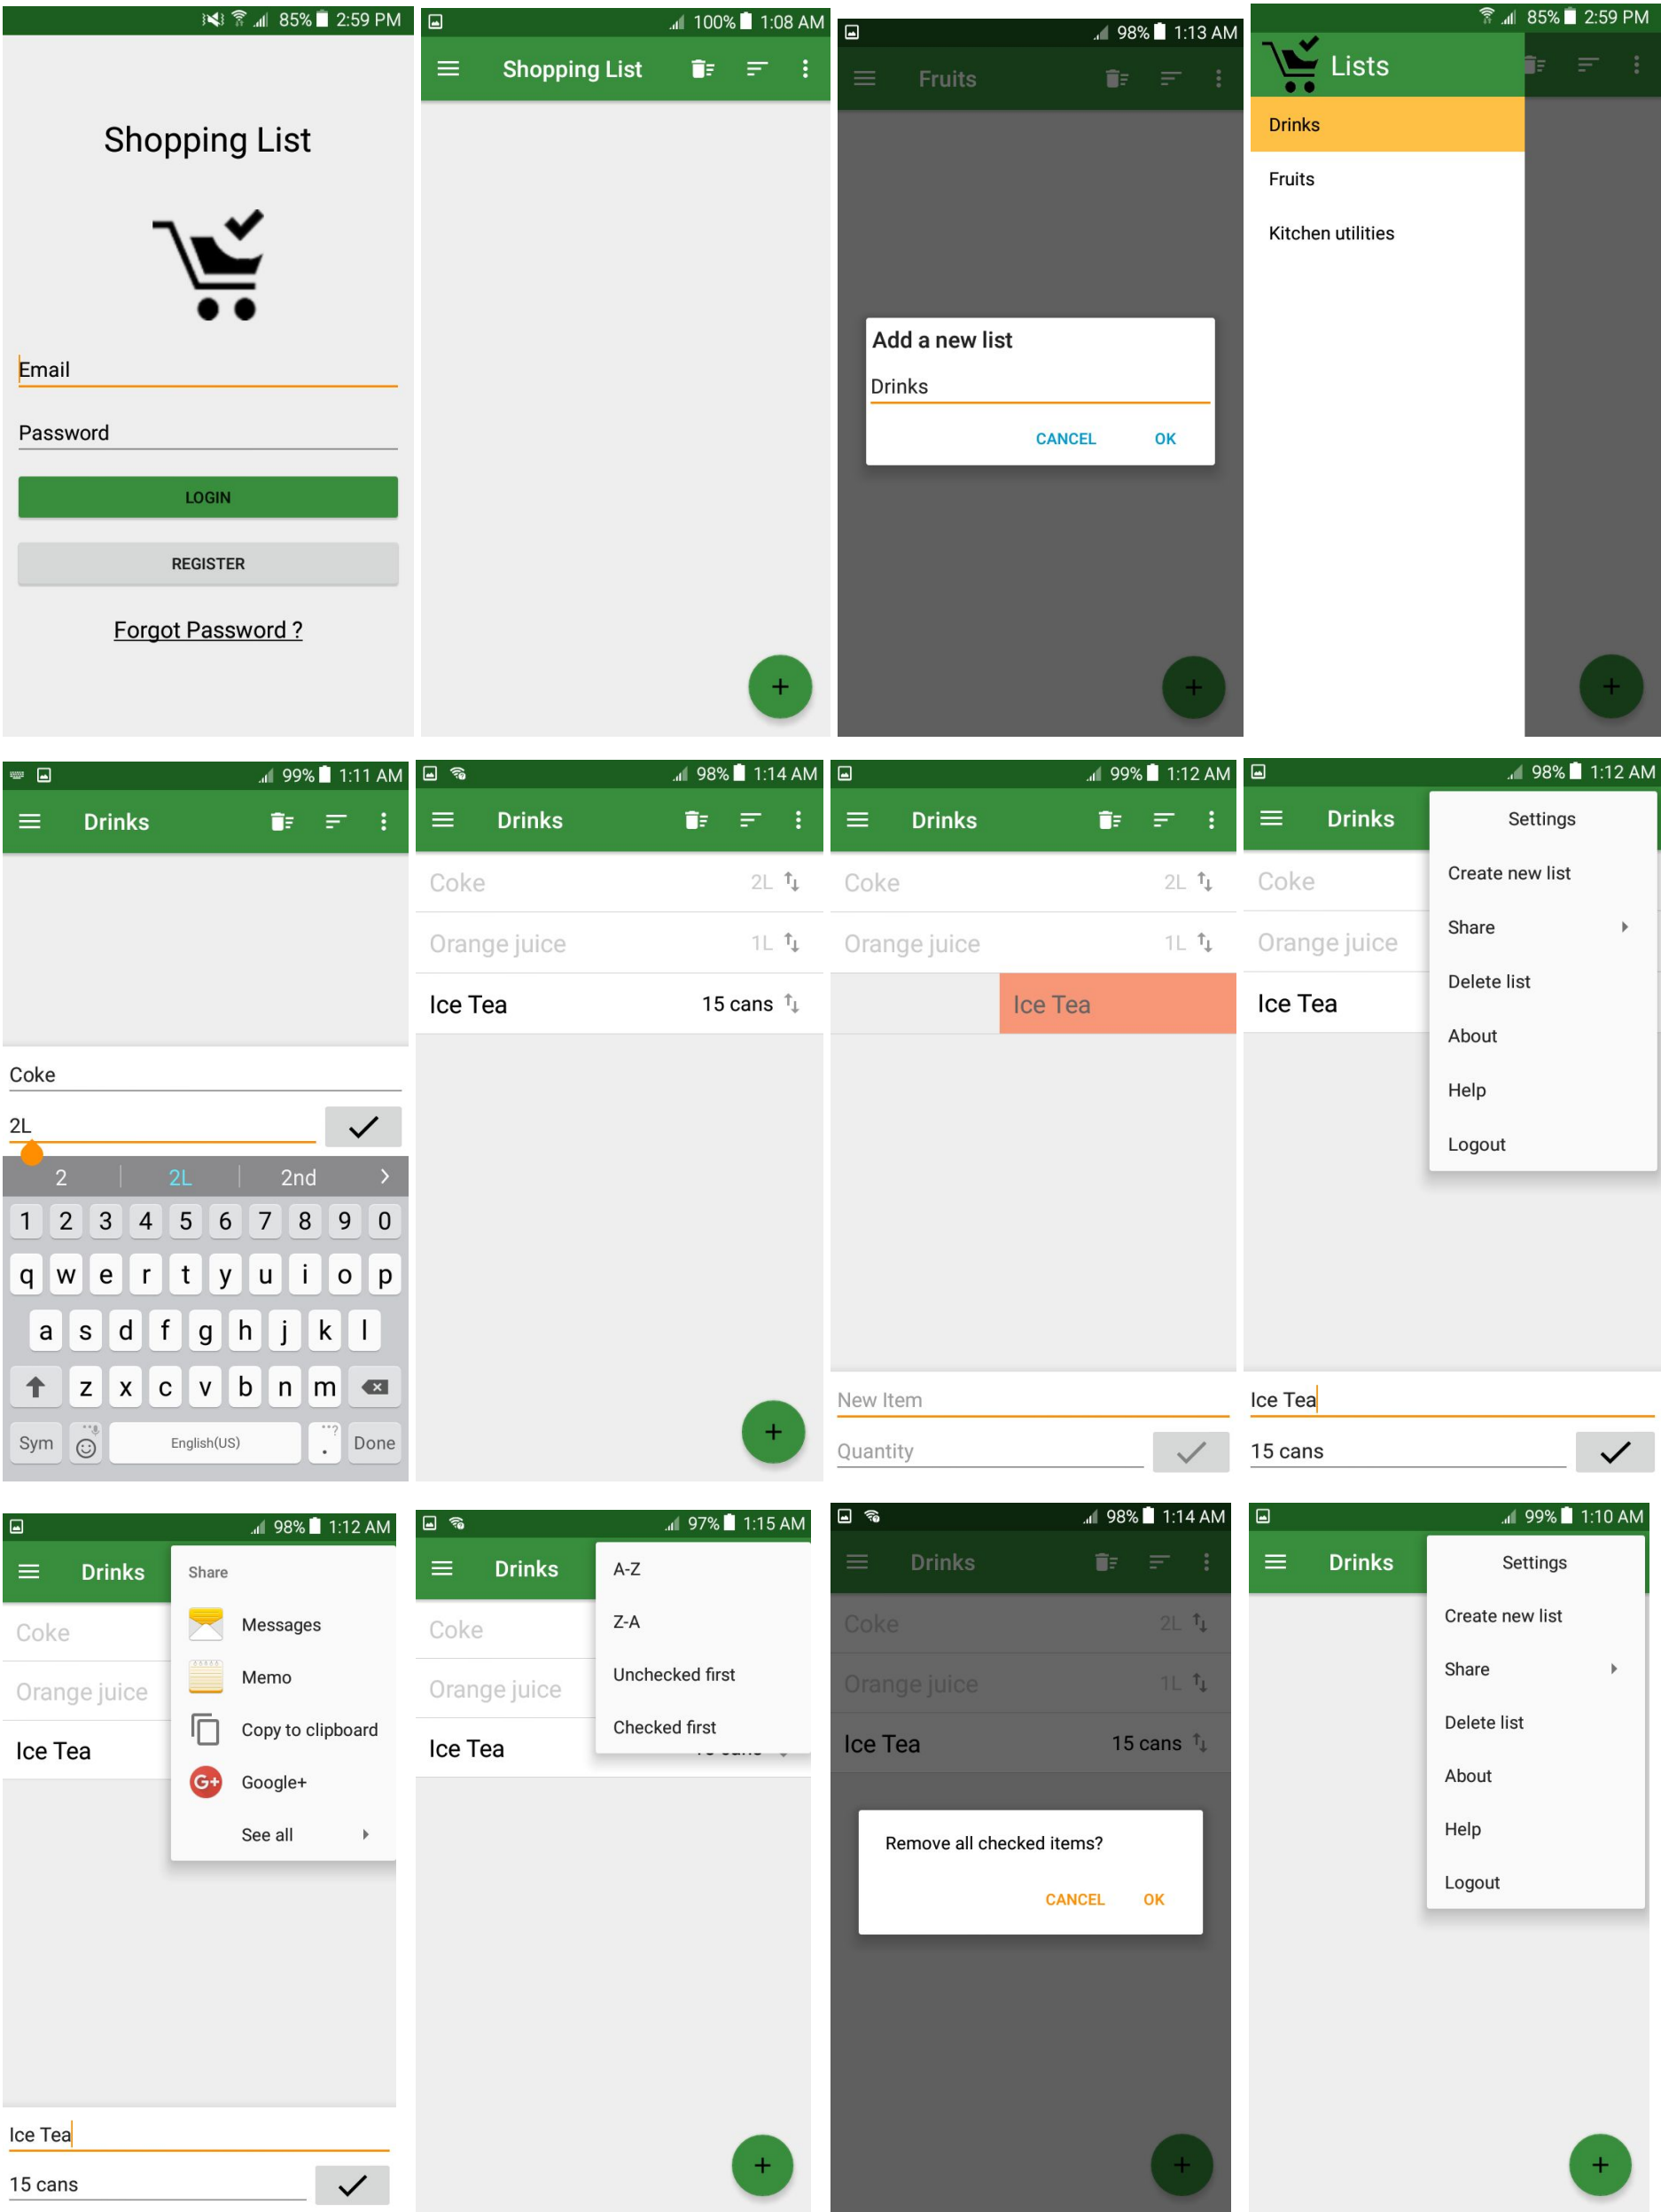 85% 2:59 PM
Shopping List
Email
Password
LOGIN
REGISTER
Forgot Password ?
100% 1:08 AM
Shopping List
+
98% 1:13 AM
Fruits
Add a new list
Drinks
CANCEL OK
+
85% 2:59 PM
Lists
Drinks
Fruits
Kitchen utilities
+
99% 1:11 AM
Drinks
Coke
2L
2 2L 2nd >
1 2 3 4 5 6 7 8 9 0
q w e r t y u i o p
a s d f g h j k l
z x c v b n m
Sym English(US) . Done
98% 1:14 AM
Drinks
Coke 2L
Orange juice 1L
Ice Tea 15 cans
+
99% 1:12 AM
Drinks
Coke 2L
Orange juice 1L
Ice Tea
New Item
Quantity
98% 1:12 AM
Drinks
Coke
Orange juice
Ice Tea
Settings
Create new list
Share
Delete list
About
Help
Logout
Ice Tea
15 cans
98% 1:12 AM
Drinks
Coke
Orange juice
Ice Tea
Share
Messages
Memo
Copy to clipboard
G+ Google+
See all
Ice Tea
15 cans
97% 1:15 AM
Drinks
Coke
Orange juice
Ice Tea
A-Z
Z-A
Unchecked first
Checked first
+
98% 1:14 AM
Drinks
Coke 2L
Orange juice 1L
Ice Tea 15 cans
Remove all checked items?
CANCEL OK
+
99% 1:10 AM
Drinks
Settings
Create new list
Share
Delete list
About
Help
Logout
+